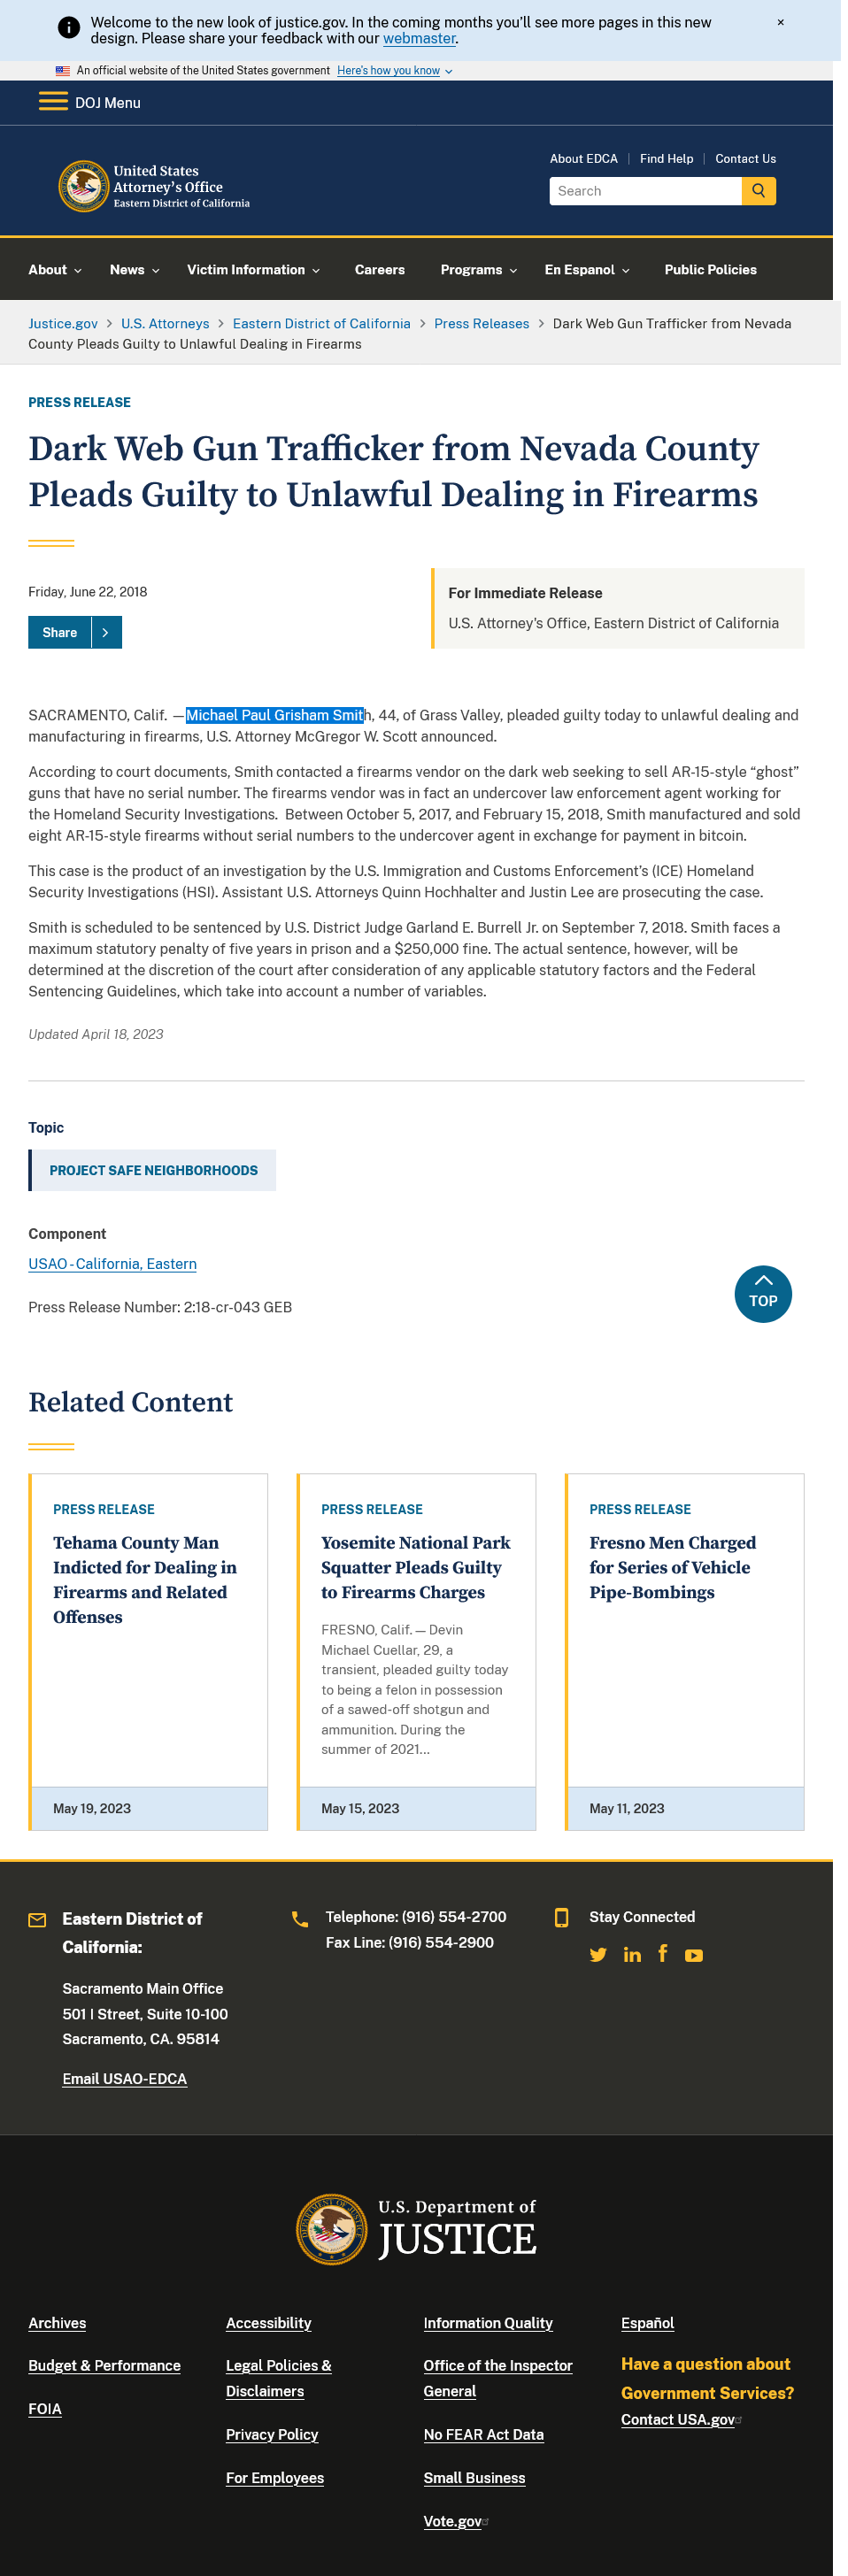 Welcome to the new look of justice.gov. In the coming months you'll see more pages in this new
design. Please share your feedback with our webmaster.
×
An official website of the United States government Here's how you know
DOJ Menu
About EDCA | Find Help | Contact Us
United States
Attorney's Office
Eastern District of California
Search
About News Victim Information Careers Programs En Espanol Public Policies
Justice.gov > U.S. Attorneys > Eastern District of California > Press Releases > Dark Web Gun Trafficker from Nevada
County Pleads Guilty to Unlawful Dealing in Firearms
PRESS RELEASE
Dark Web Gun Trafficker from Nevada County
Pleads Guilty to Unlawful Dealing in Firearms
Friday, June 22, 2018
Share
For Immediate Release
U.S. Attorney's Office, Eastern District of California
SACRAMENTO, Calif. —Michael Paul Grisham Smith, 44, of Grass Valley, pleaded guilty today to unlawful dealing and
manufacturing in firearms, U.S. Attorney McGregor W. Scott announced.
According to court documents, Smith contacted a firearms vendor on the dark web seeking to sell AR-15-style “ghost”
guns that have no serial number. The firearms vendor was in fact an undercover law enforcement agent working for
the Homeland Security Investigations.  Between October 5, 2017, and February 15, 2018, Smith manufactured and sold
eight AR-15-style firearms without serial numbers to the undercover agent in exchange for payment in bitcoin.
This case is the product of an investigation by the U.S. Immigration and Customs Enforcement's (ICE) Homeland
Security Investigations (HSI). Assistant U.S. Attorneys Quinn Hochhalter and Justin Lee are prosecuting the case.
Smith is scheduled to be sentenced by U.S. District Judge Garland E. Burrell Jr. on September 7, 2018. Smith faces a
maximum statutory penalty of five years in prison and a $250,000 fine. The actual sentence, however, will be
determined at the discretion of the court after consideration of any applicable statutory factors and the Federal
Sentencing Guidelines, which take into account a number of variables.
Updated April 18, 2023
Topic
PROJECT SAFE NEIGHBORHOODS
Component
USAO - California, Eastern
TOP
Press Release Number: 2:18-cr-043 GEB
Related Content
PRESS RELEASE
Tehama County Man
Indicted for Dealing in
Firearms and Related
Offenses
May 19, 2023
PRESS RELEASE
Yosemite National Park
Squatter Pleads Guilty
to Firearms Charges
FRESNO, Calif. — Devin
Michael Cuellar, 29, a
transient, pleaded guilty today
to being a felon in possession
of a sawed-off shotgun and
ammunition. During the
summer of 2021...
May 15, 2023
PRESS RELEASE
Fresno Men Charged
for Series of Vehicle
Pipe-Bombings
May 11, 2023
Eastern District of
California:
Sacramento Main Office
501 I Street, Suite 10-100
Sacramento, CA. 95814
Email USAO-EDCA
Telephone: (916) 554-2700
Fax Line: (916) 554-2900
Stay Connected
U.S. Department of
JUSTICE
Archives
Budget & Performance
FOIA
Accessibility
Legal Policies &
Disclaimers
Privacy Policy
For Employees
Information Quality
Office of the Inspector
General
No FEAR Act Data
Small Business
Vote.gov
Español
Have a question about
Government Services?
Contact USA.gov